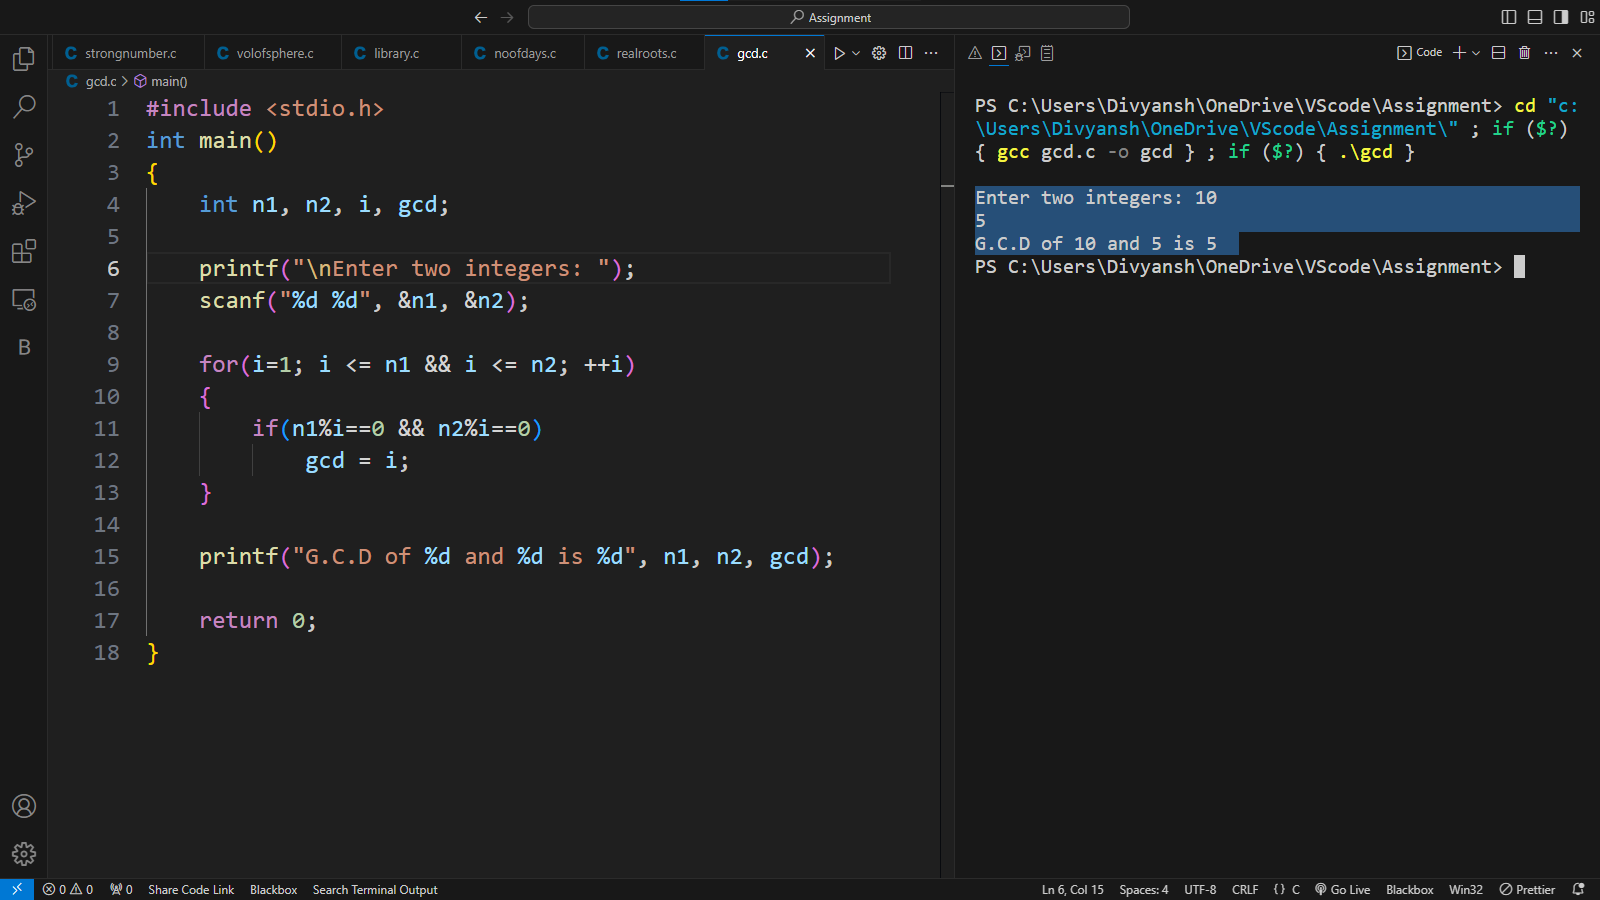 Assignment
C strongnumber.c C volofsphere.c C library.c C noofdays.c C realroots.c C gcd.c
C gcd.c > main()
1 #include <stdio.h>
2 int main()
3 {
4 int n1, n2, i, gcd;
5
6 printf("\nEnter two integers: ");
7 scanf("%d %d", &n1, &n2);
8
9 for(i=1; i <= n1 && i <= n2; ++i)
10 {
11 if(n1%i==0 && n2%i==0)
12 gcd = i;
13 }
14
15 printf("G.C.D of %d and %d is %d", n1, n2, gcd);
16
17 return 0;
18 }
B
Code
PS C:\Users\Divyansh\OneDrive\VScode\Assignment> cd "c:
\Users\Divyansh\OneDrive\VScode\Assignment\" ; if ($?)
{ gcc gcd.c -o gcd } ; if ($?) { .\gcd }
Enter two integers: 10
5
G.C.D of 10 and 5 is 5
PS C:\Users\Divyansh\OneDrive\VScode\Assignment>
0 0 0 Share Code Link Blackbox Search Terminal Output Ln 6, Col 15 Spaces: 4 UTF-8 CRLF {} C Go Live Blackbox Win32 Prettier